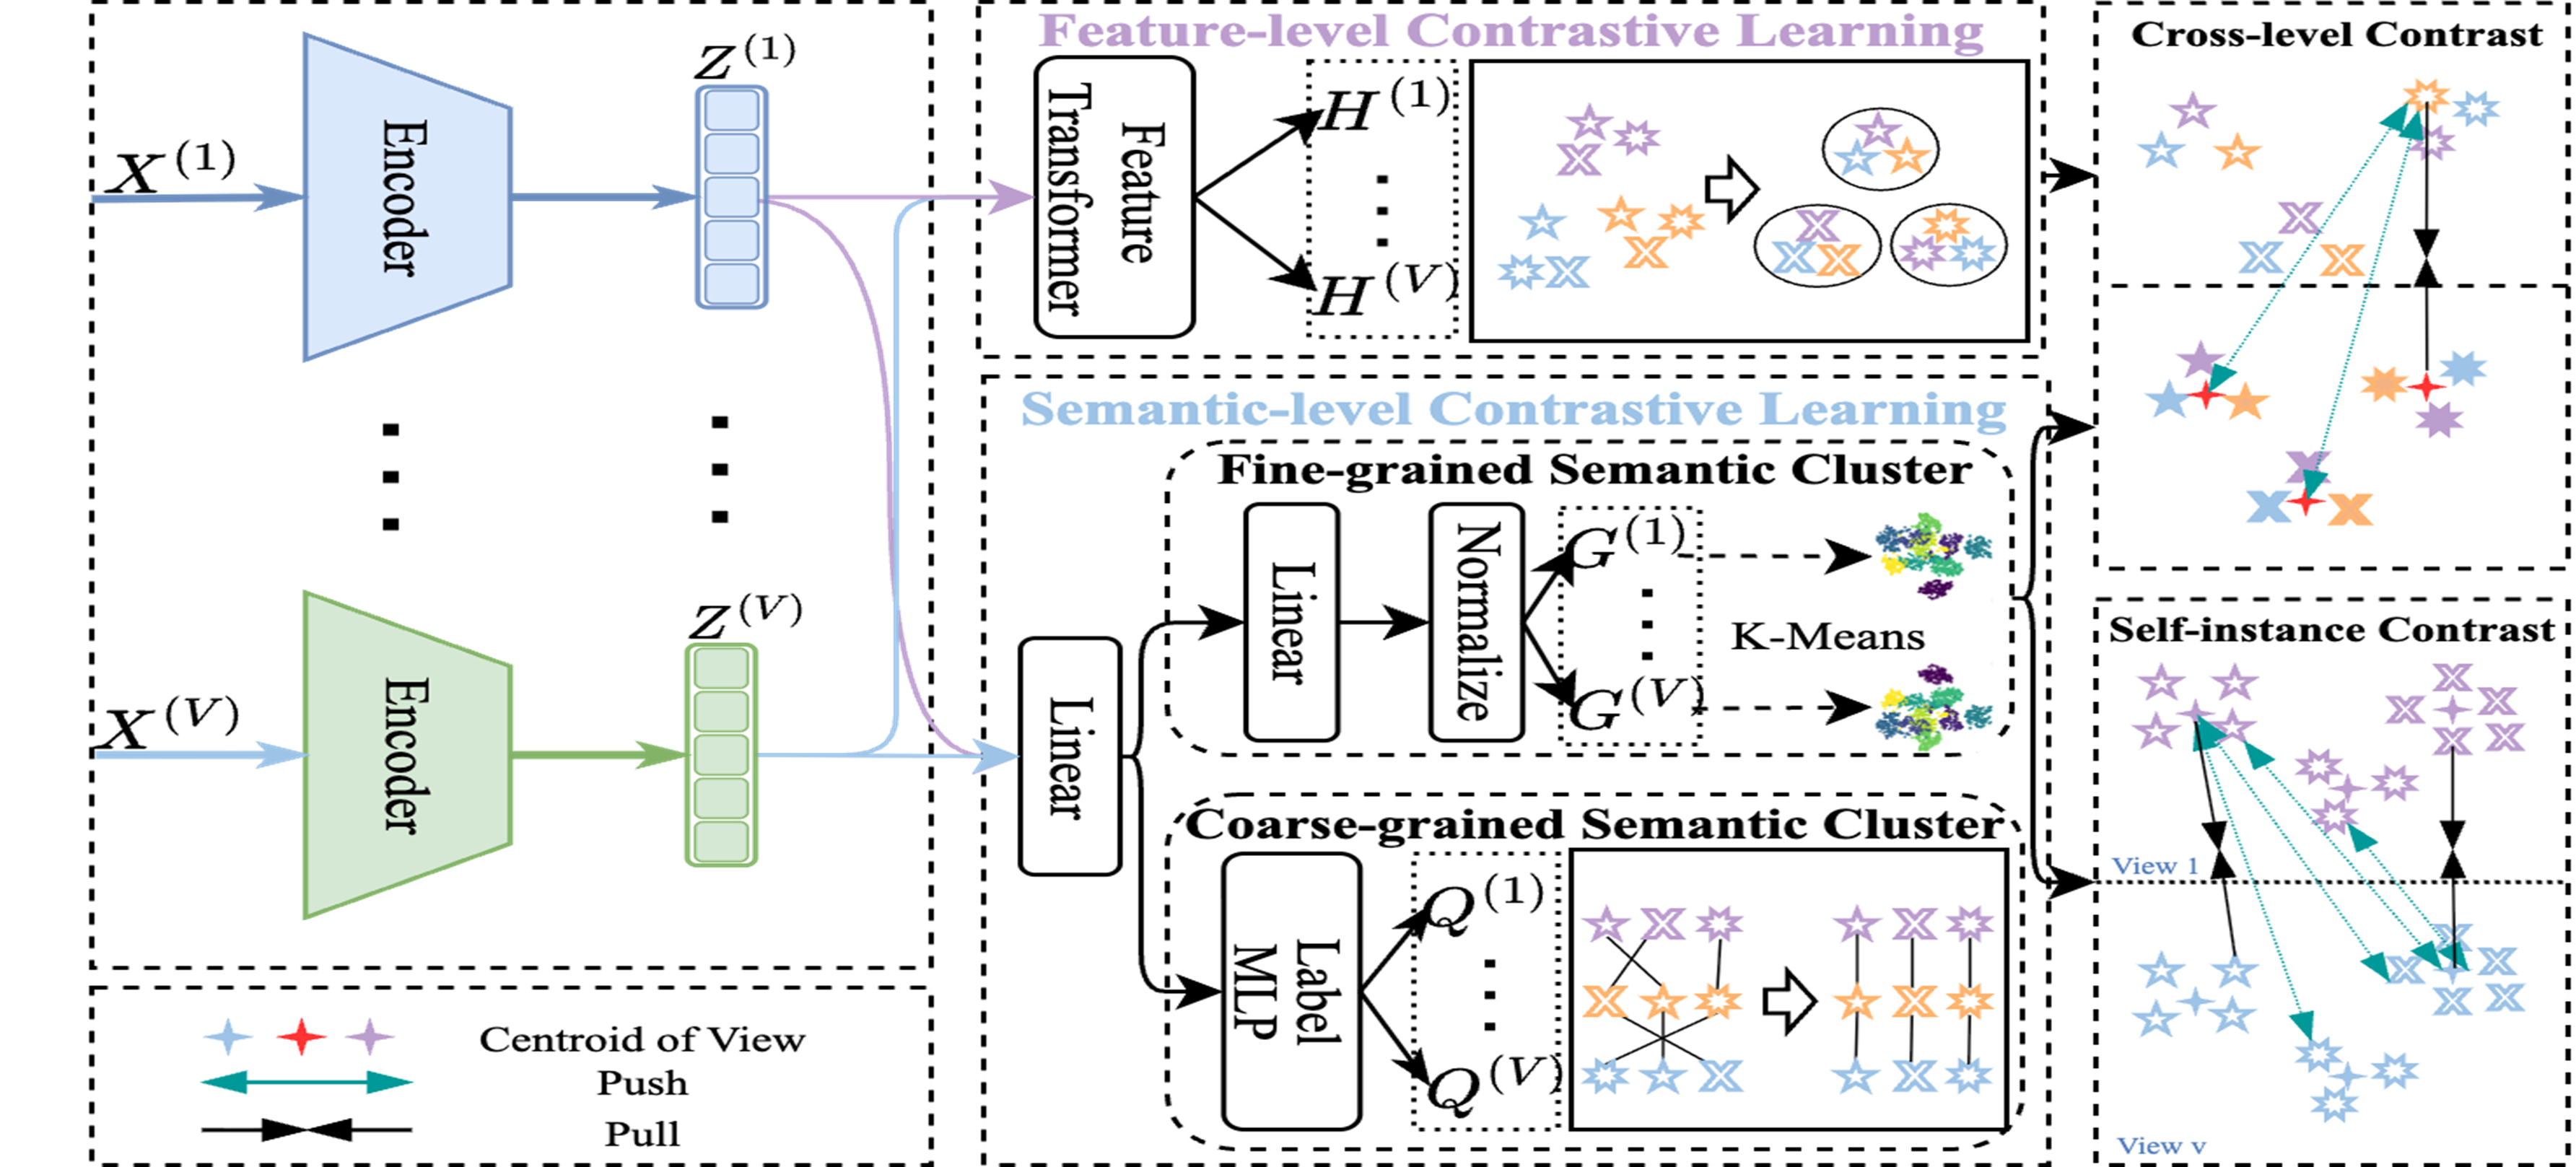 X(1)
Encoder
Z(1)
X(V)
Encoder
Z(V)
Centroid of View
Push
Pull
Feature-level Contrastive Learning
Feature
Transformer
H(1)
H(V)
Semantic-level Contrastive Learning
Linear
Fine-grained Semantic Cluster
Linear
Normalize
G(1)
G(V)
K-Means
Coarse-grained Semantic Cluster
Label
MLP
Q(1)
Q(V)
Cross-level Contrast
Self-instance Contrast
View 1
View v